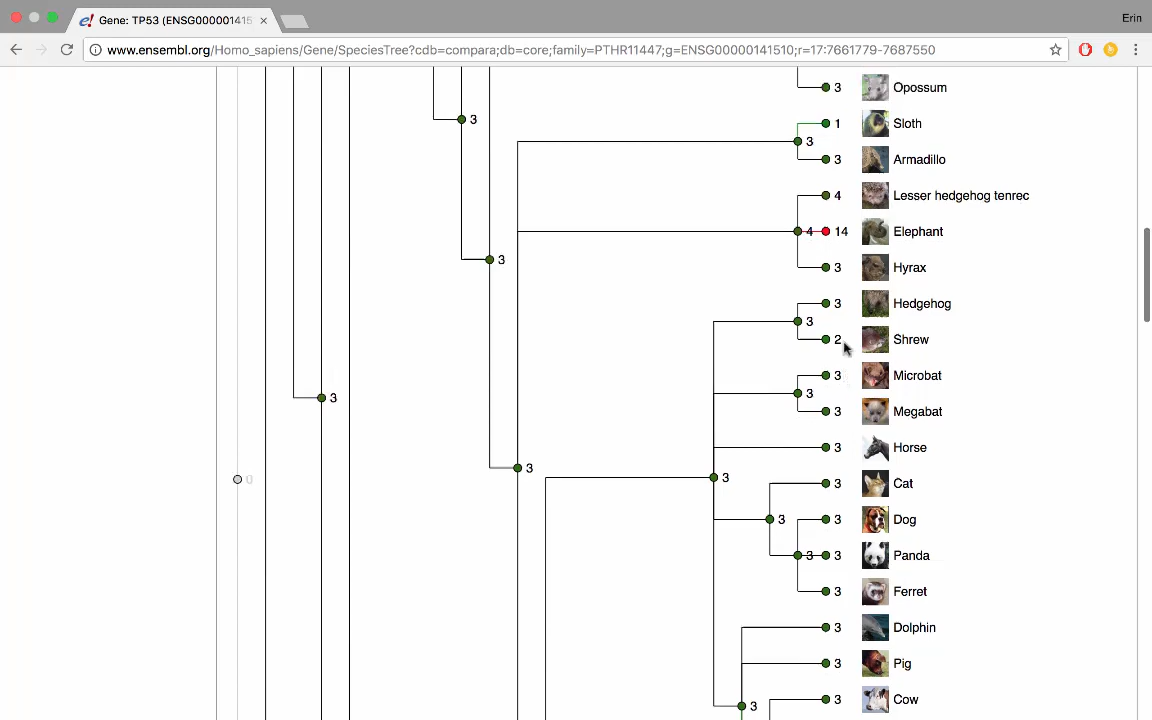 Gene: TP53 (ENSG000001415
Erin
www.ensembl.org/Homo_sapiens/Gene/SpeciesTree?cdb=compara;db=core;family=PTHR11447;g=ENSG00000141510;r=17:7661779-7687550
3 Opossum
3
1 Sloth
3
3 Armadillo
4 Lesser hedgehog tenrec
4 14 Elephant
3
3 Hyrax
3 Hedgehog
3
2 Shrew
3 Microbat
3
3
3 Megabat
3 Horse
3
3
0
3 Cat
3
3 Dog
3 3 Panda
3 Ferret
3 Dolphin
3 Pig
3
3 Cow